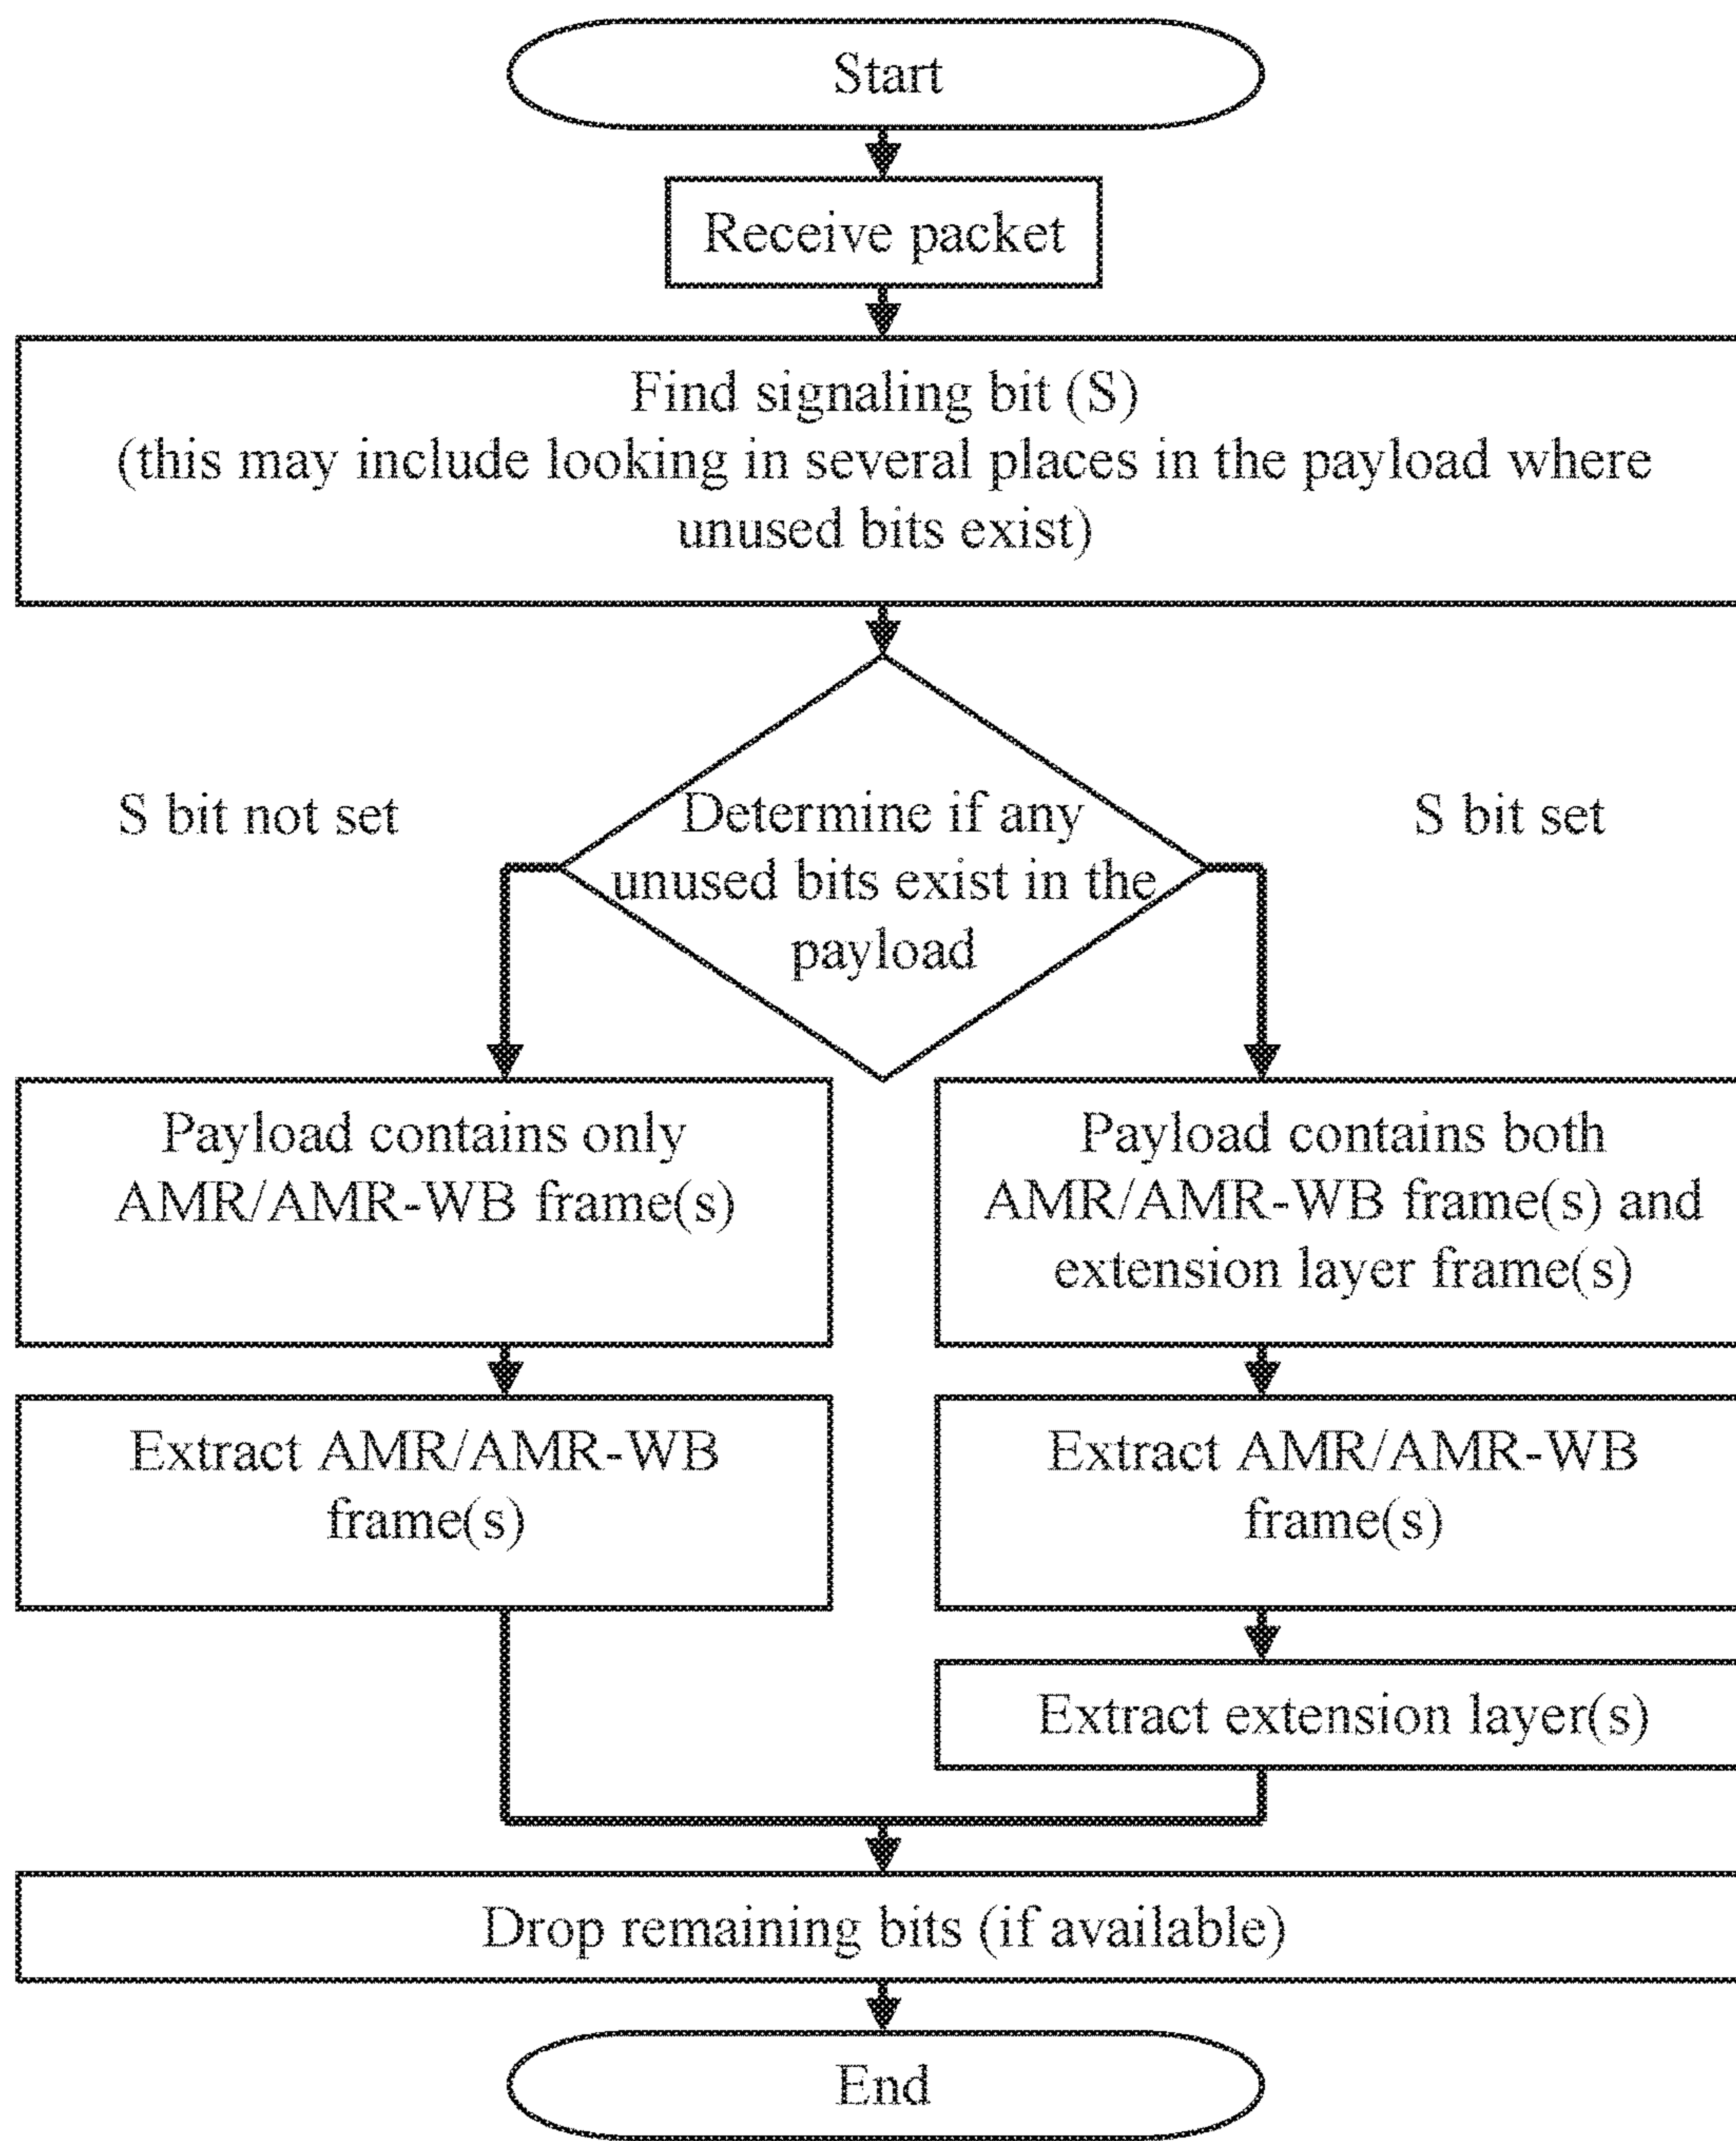 Start
Receive packet
Find signaling bit (S)
(this may include looking in several places in the payload where
unused bits exist)
S bit not set
Determine if any
unused bits exist in the
payload
S bit set
Payload contains only
AMR/AMR-WB frame(s)
Payload contains both
AMR/AMR-WB frame(s) and
extension layer frame(s)
Extract AMR/AMR-WB
frame(s)
Extract AMR/AMR-WB
frame(s)
Extract extension layer(s)
Drop remaining bits (if available)
End